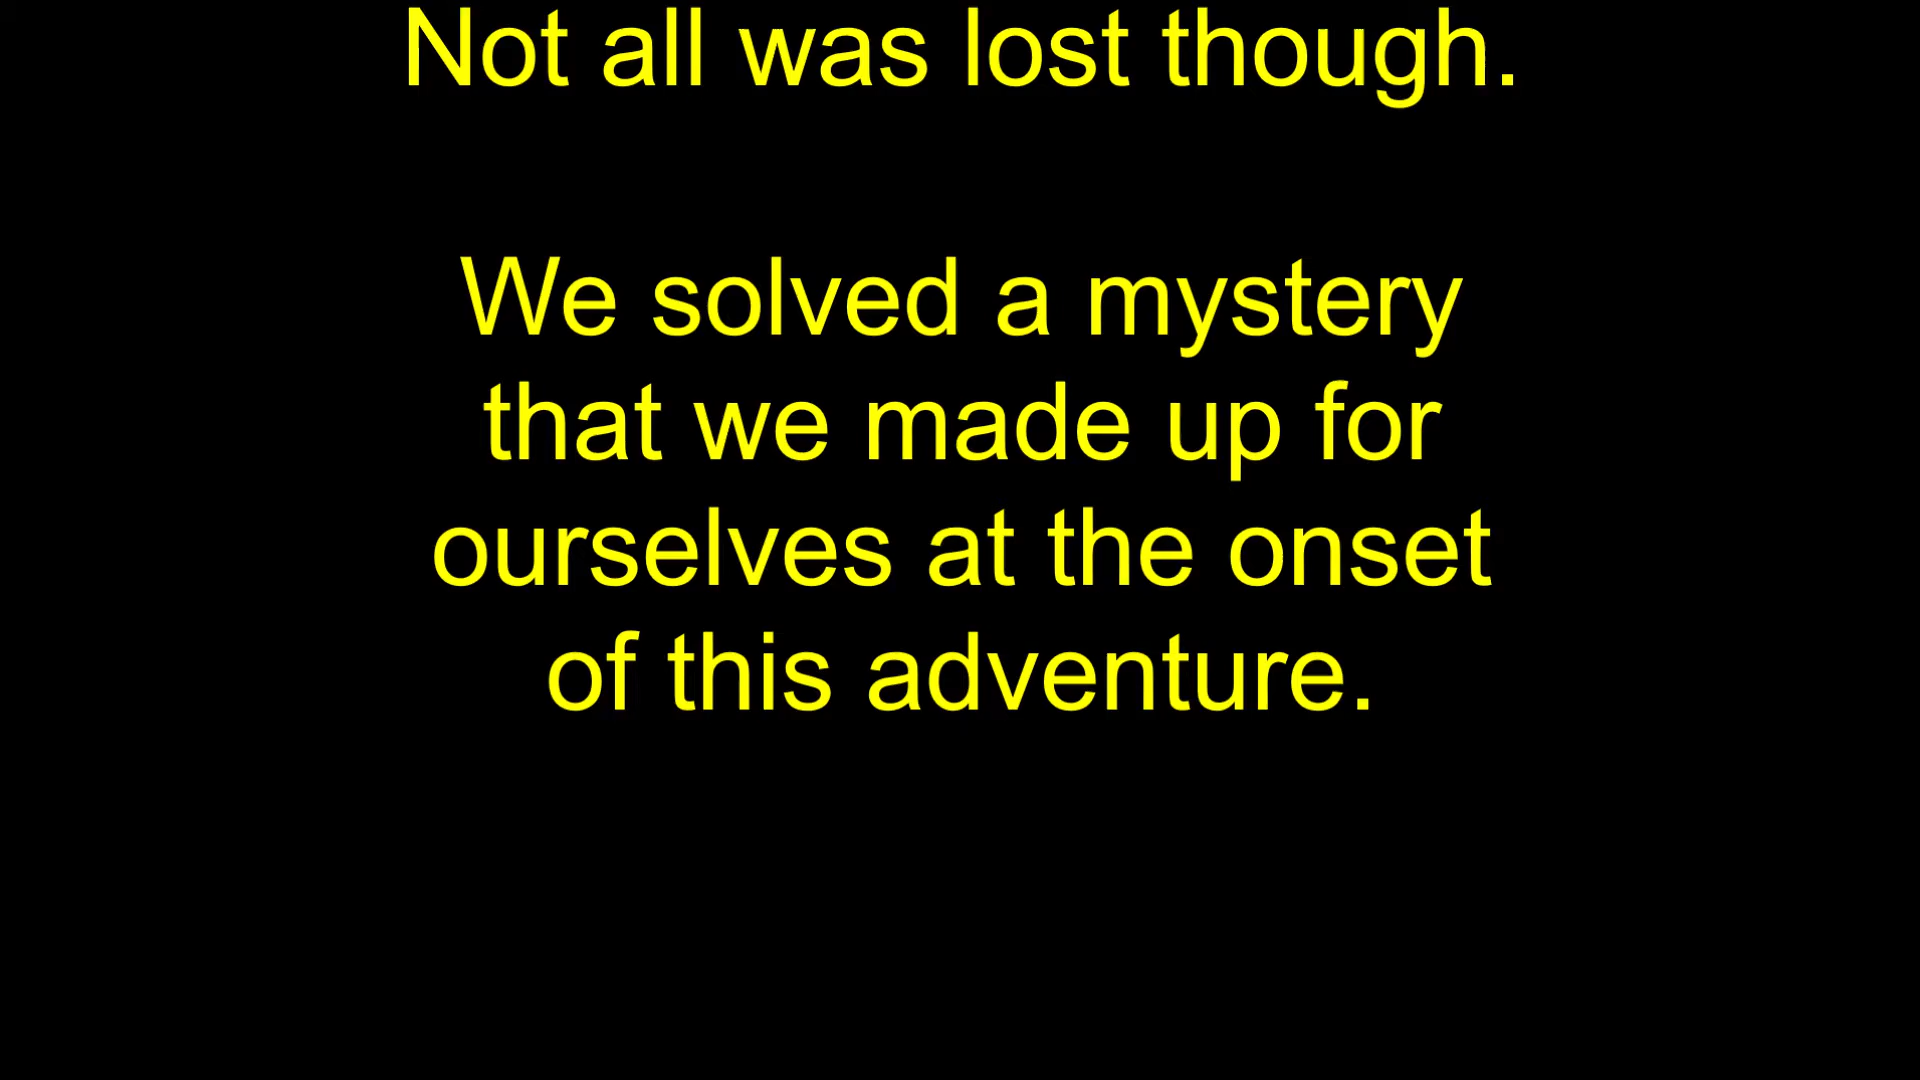 Not all was lost though.
We solved a mystery
that we made up for
ourselves at the onset
of this adventure.